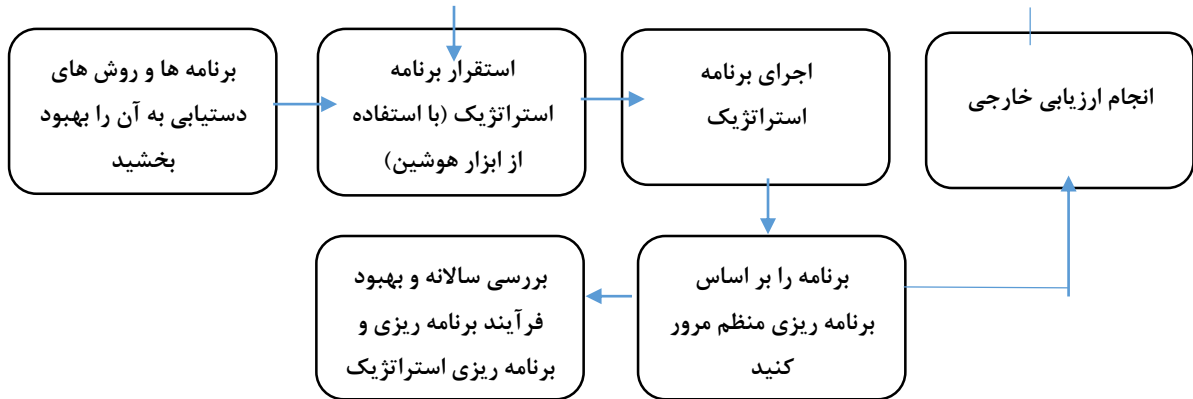 برنامه ها و روش های
دستیابی به آن را بهبود
بخشید
استقرار برنامه
استراتژیک (با استفاده
از ابزار هوشین)
اجرای برنامه
استراتژیک
انجام ارزیابی خارجی
بررسی سالانه و بهبود
فرآیند برنامه ریزی و
برنامه ریزی استراتژیک
برنامه را بر اساس
برنامه ریزی منظم مرور
کنید